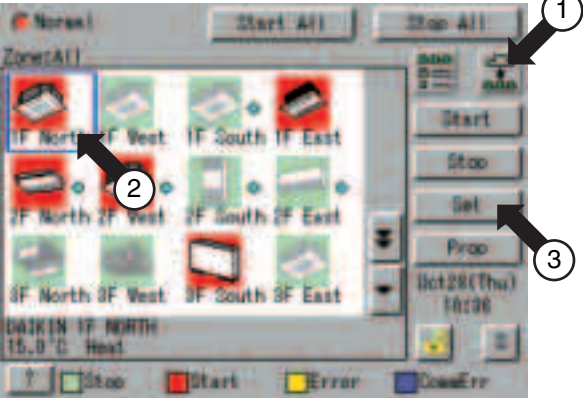 1
Normal
Start All
Stop All
Zone:All
1F North
1F West
1F South
1F East
Start
2
Stop
2F North
2F West
2F South
2F East
Set
Prop
3
3F North
3F West
3F South
3F East
Oct28(Thu)
DAIKIN 1F NORTH
15.0°C Heat
?
Stop
Start
Error
CommErr